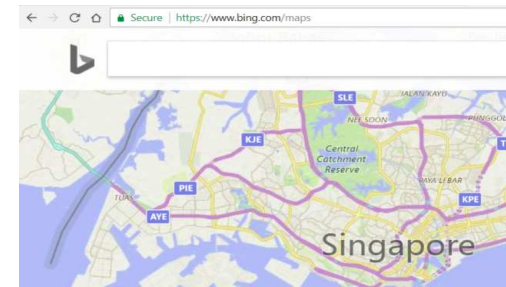 Secure | https://www.bing.com/maps
SLE
JALAN KAYU
NEE SOON
PUNGGOL
KJE
Central
Catchment
Reserve
PIE
PAYA LEBAR
TUAS
KPE
AYE
Singapore